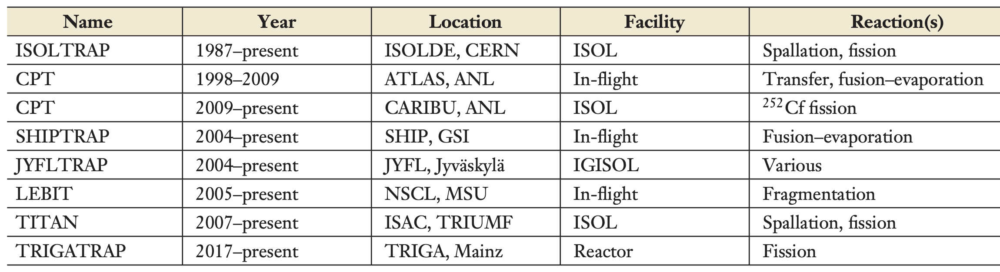 Name Year Location Facility Reaction(s)
ISOLTRAP 1987–present ISOLDE, CERN ISOL Spallation, fission
CPT 1998–2009 ATLAS, ANL In-flight Transfer, fusion–evaporation
CPT 2009–present CARIBU, ANL ISOL ²⁵²Cf fission
SHIPTRAP 2004–present SHIP, GSI In-flight Fusion–evaporation
JYFLTRAP 2004–present JYFL, Jyväskylä IGISOL Various
LEBIT 2005–present NSCL, MSU In-flight Fragmentation
TITAN 2007–present ISAC, TRIUMF ISOL Spallation, fission
TRIGATRAP 2017–present TRIGA, Mainz Reactor Fission